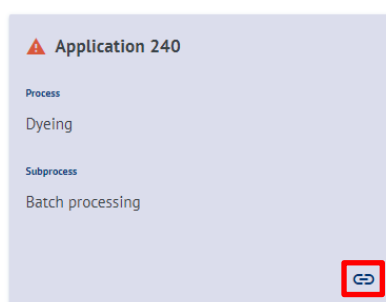 Application 240
Process
Dyeing
Subprocess
Batch processing